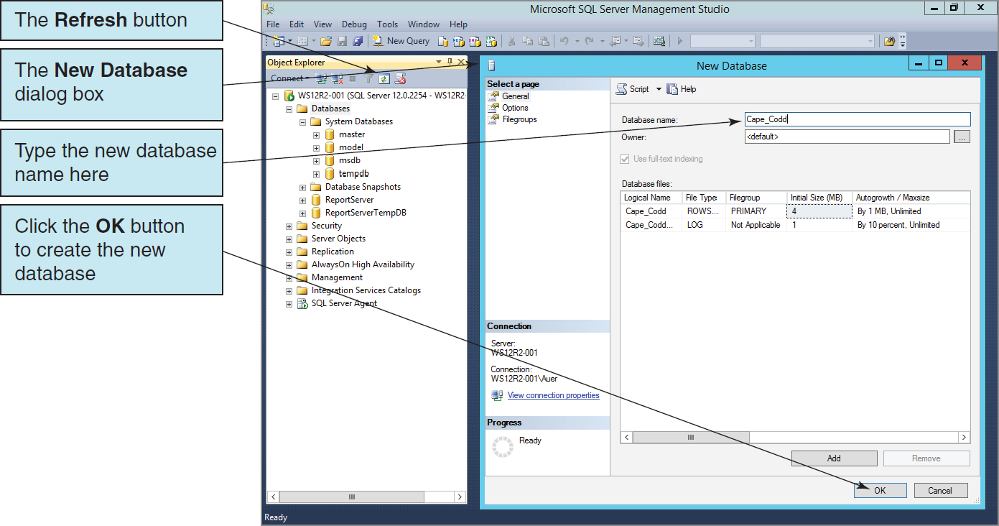 The Refresh button
The New Database
dialog box
Type the new database
name here
Click the OK button
to create the new
database
Microsoft SQL Server Management Studio
File Edit View Debug Tools Window Help
New Query
Object Explorer
Connect
WS12R2-001 (SQL Server 12.0.2254 - WS12R2-
Databases
System Databases
master
model
msdb
tempdb
Database Snapshots
ReportServer
ReportServerTempDB
Security
Server Objects
Replication
AlwaysOn High Availability
Management
Integration Services Catalogs
SQL Server Agent
Ready
New Database
Select a page
General
Options
Filegroups
Connection
Server:
WS12R2-001
Connection:
WS12R2-001\Auer
View connection properties
Progress
Ready
Script Help
Database name: Cape_Codd
Owner: <default> ...
Use full-text indexing
Database files:
Logical Name File Type Filegroup Initial Size (MB) Autogrowth / Maxsize
Cape_Codd ROWS... PRIMARY 4 By 1 MB, Unlimited
Cape_Codd... LOG Not Applicable 1 By 10 percent, Unlimited
Add Remove
OK Cancel